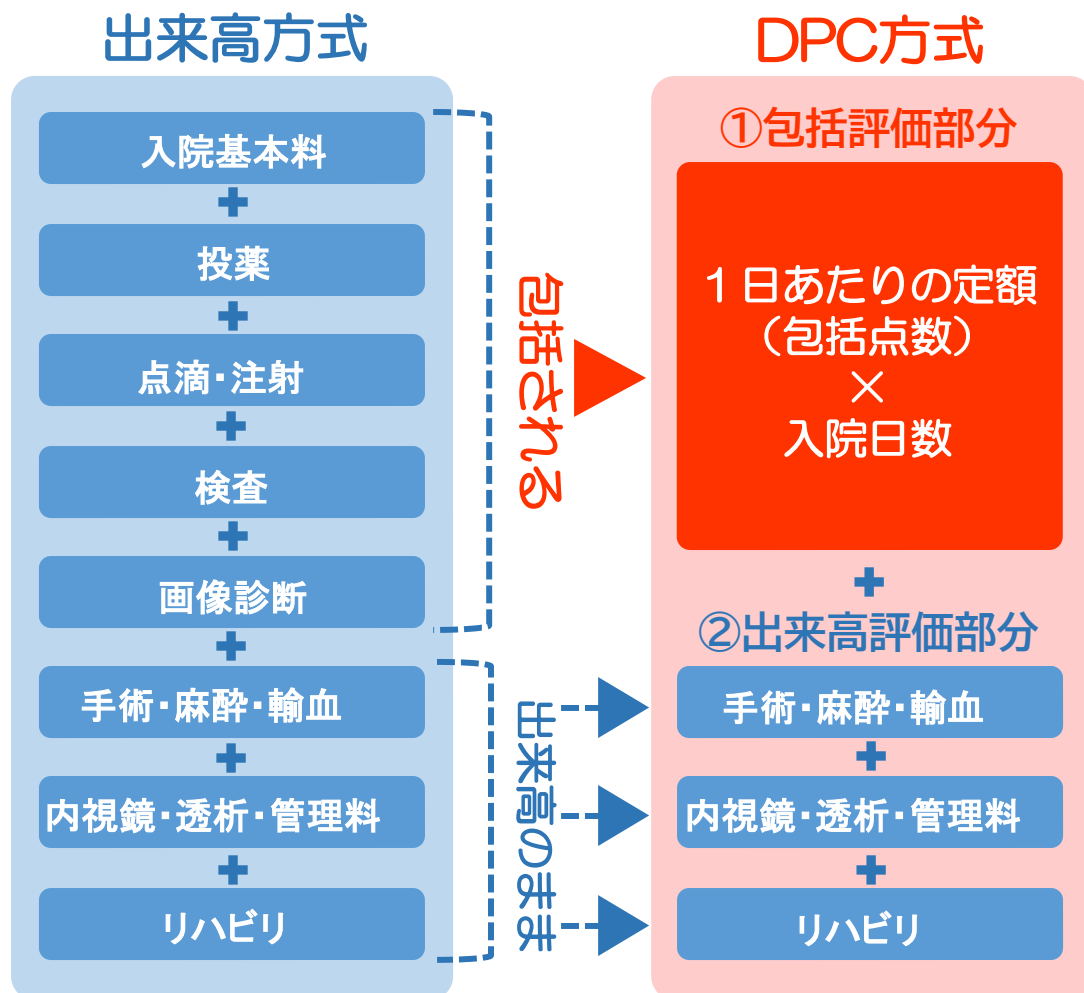 出来高方式
入院基本料
投薬
点滴・注射
検査
画像診断
手術・麻酔・輸血
内視鏡・透析・管理料
リハビリ
包括される
出来高のまま
DPC方式
①包括評価部分
1日あたりの定額
（包括点数）
×
入院日数
②出来高評価部分
手術・麻酔・輸血
内視鏡・透析・管理料
リハビリ